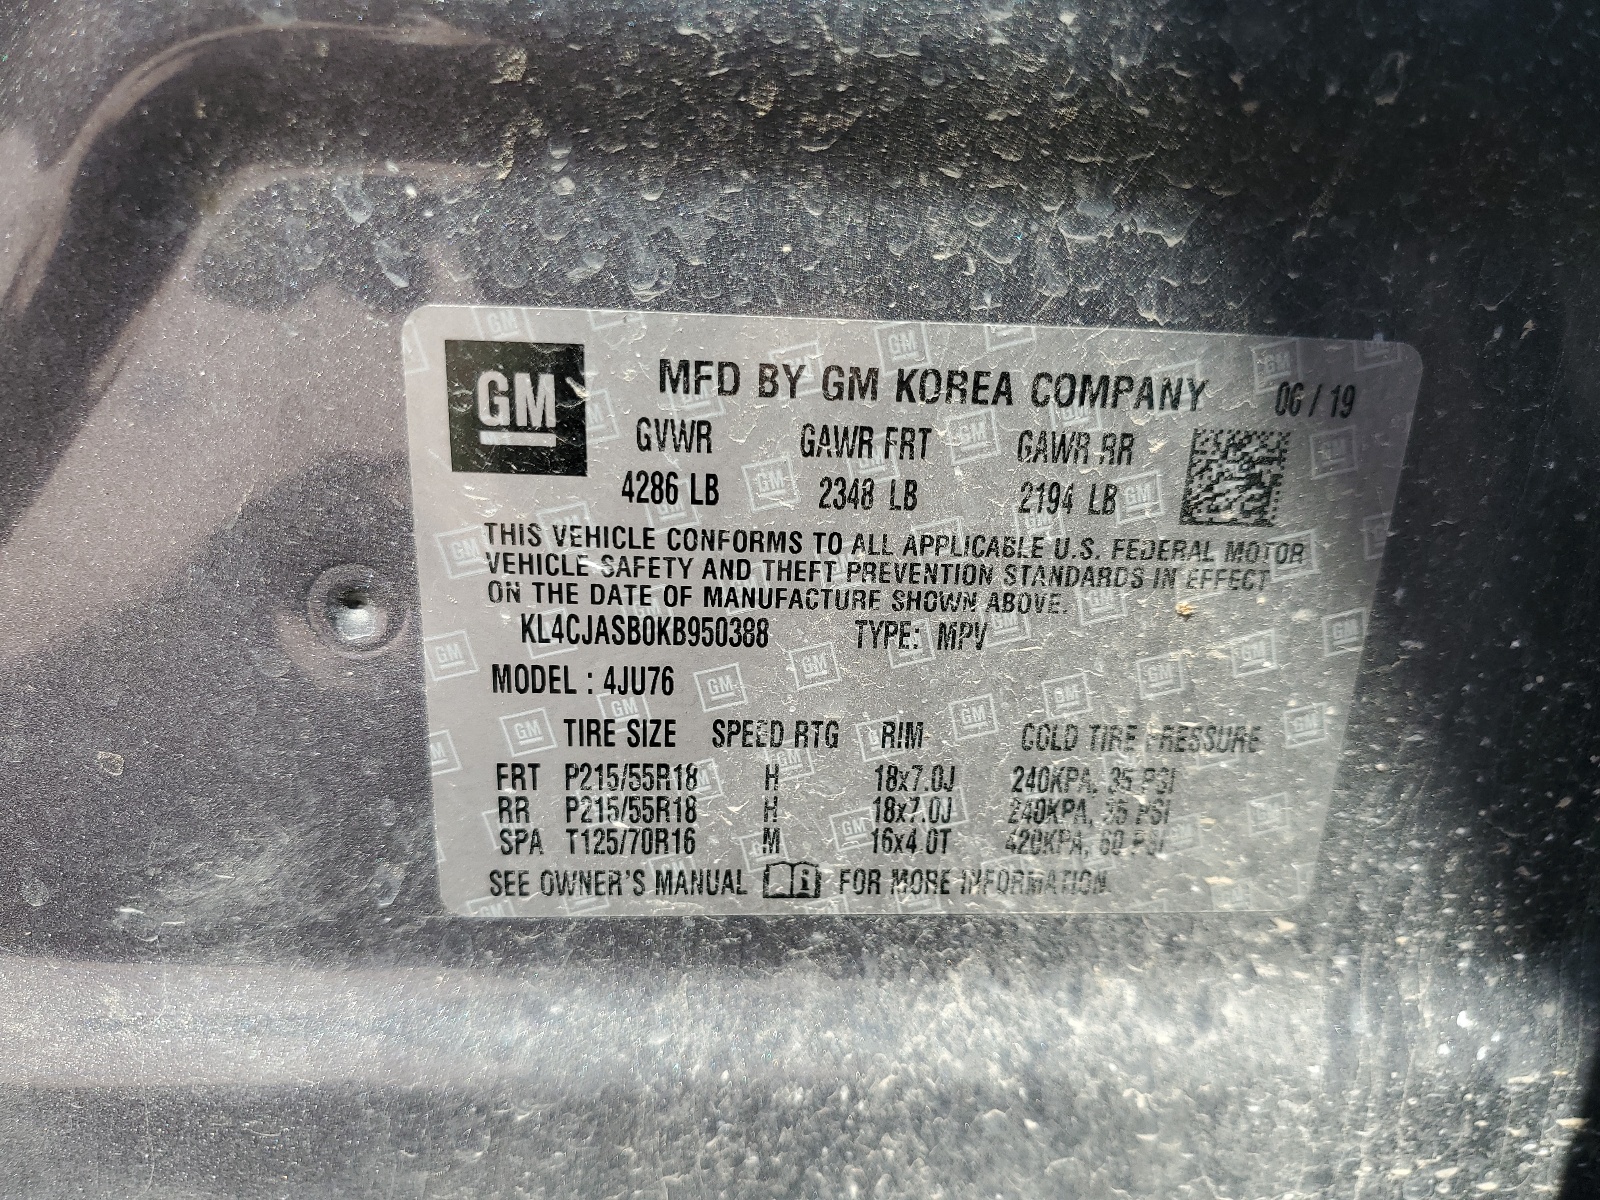 GM MFD BY GM KOREA COMPANY 06 / 19
GVWR GAWR FRT GAWR RR
4286 LB 2348 LB 2194 LB
THIS VEHICLE CONFORMS TO ALL APPLICABLE U.S. FEDERAL MOTOR
VEHICLE SAFETY AND THEFT PREVENTION STANDARDS IN EFFECT
ON THE DATE OF MANUFACTURE SHOWN ABOVE.
KL4CJASB0KB950388 TYPE: MPV
MODEL : 4JU76
TIRE SIZE SPEED RTG RIM COLD TIRE PRESSURE
FRT P215/55R18 H 18x7.0J 240KPA, 35 PSI
RR P215/55R18 H 18x7.0J 240KPA, 35 PSI
SPA T125/70R16 M 16x4.0T 420KPA, 60 PSI
SEE OWNER'S MANUAL i FOR MORE INFORMATION.